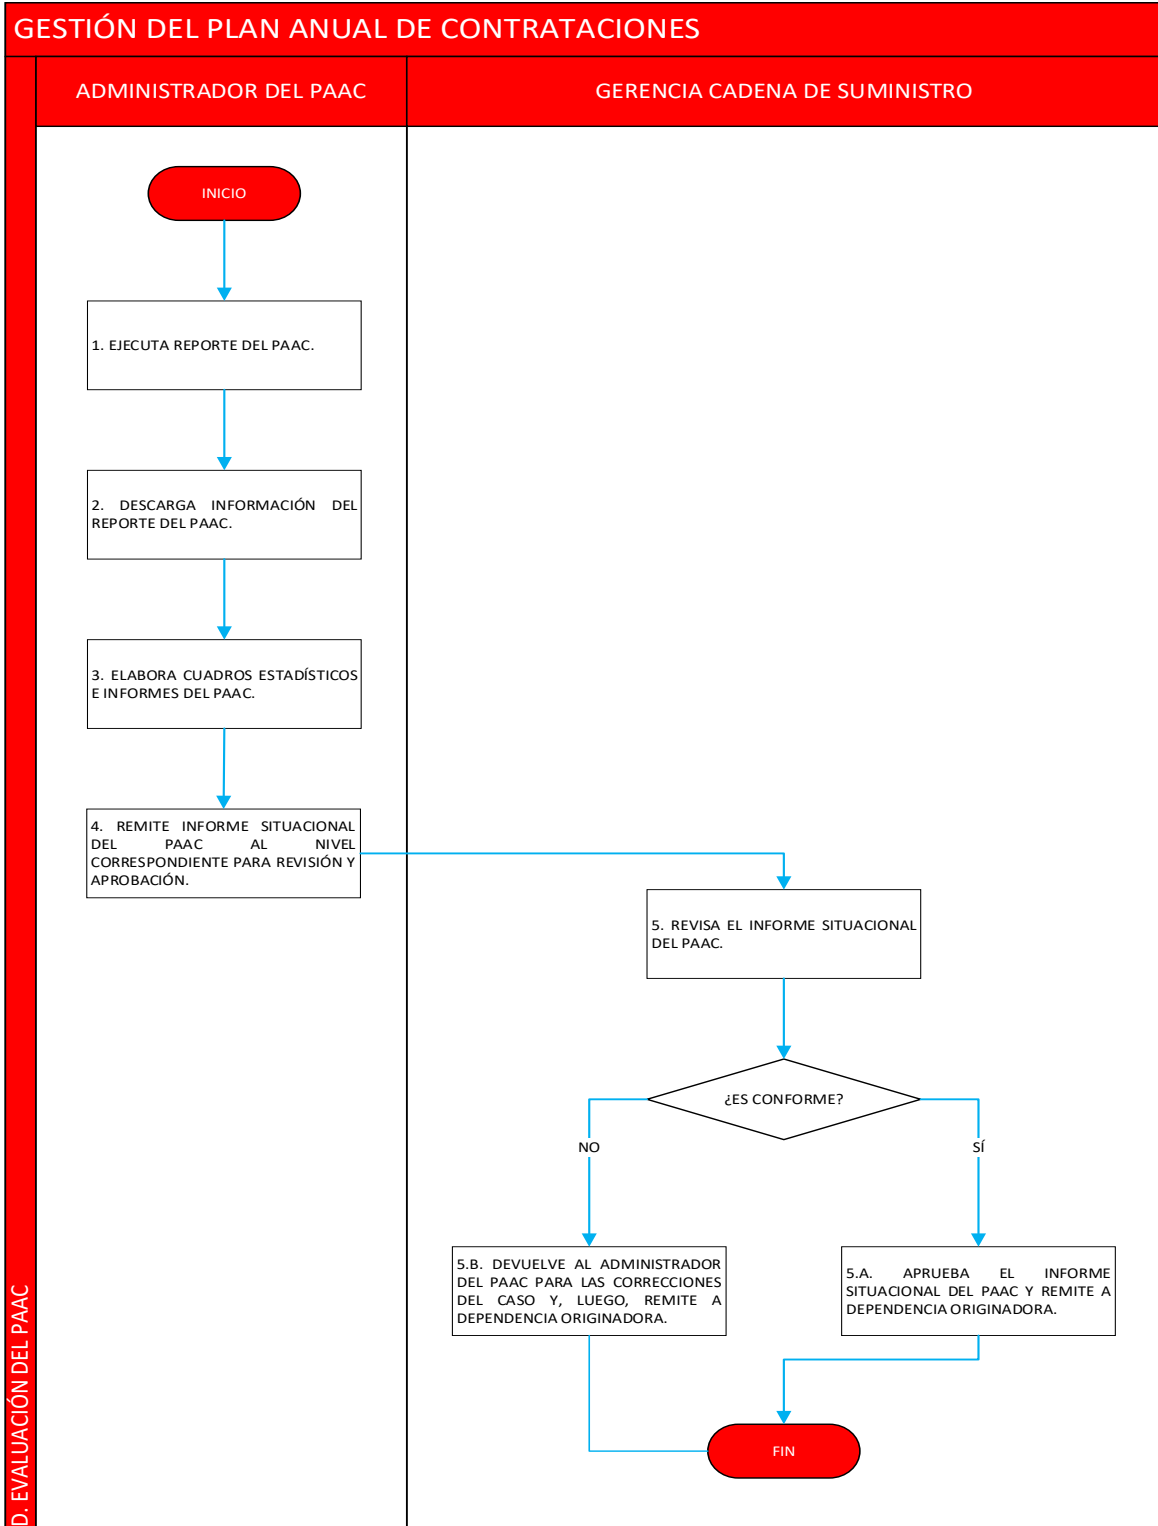 GESTIÓN DEL PLAN ANUAL DE CONTRATACIONES
ADMINISTRADOR DEL PAAC
GERENCIA CADENA DE SUMINISTRO
INICIO
1. EJECUTA REPORTE DEL PAAC.
2. DESCARGA INFORMACIÓN DEL
REPORTE DEL PAAC.
3. ELABORA CUADROS ESTADÍSTICOS
E INFORMES DEL PAAC.
4. REMITE INFORME SITUACIONAL
DEL PAAC AL NIVEL
CORRESPONDIENTE PARA REVISIÓN Y
APROBACIÓN.
5. REVISA EL INFORME SITUACIONAL
DEL PAAC.
¿ES CONFORME?
NO
SÍ
5.B. DEVUELVE AL ADMINISTRADOR
DEL PAAC PARA LAS CORRECCIONES
DEL CASO Y, LUEGO, REMITE A
DEPENDENCIA ORIGINADORA.
5.A. APRUEBA EL INFORME
SITUACIONAL DEL PAAC Y REMITE A
DEPENDENCIA ORIGINADORA.
FIN
D. EVALUACIÓN DEL PAAC